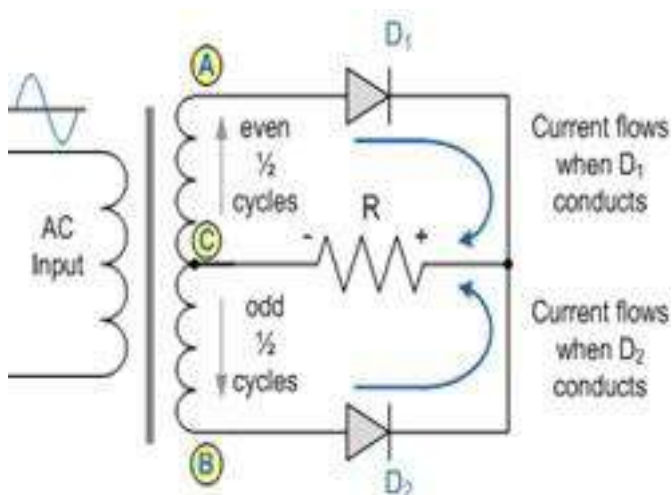 D1
A
even
½
cycles
Current flows
when D1
conducts
AC
Input
C
R
- +
odd
½
cycles
Current flows
when D2
conducts
B
D2